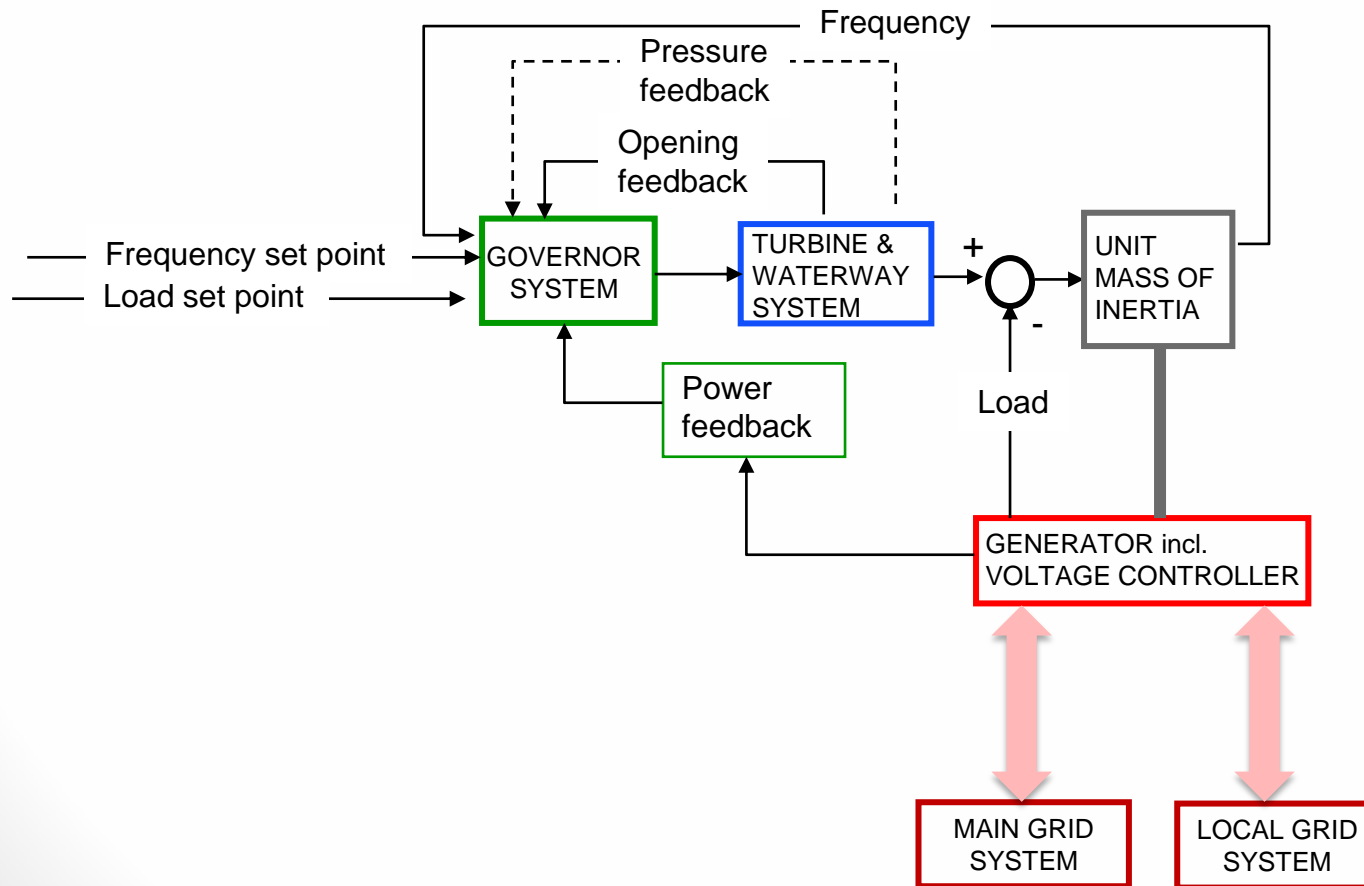 Frequency
Pressure
feedback
Opening
feedback
Frequency set point
Load set point
GOVERNOR
SYSTEM
TURBINE &
WATERWAY
SYSTEM
+
-
UNIT
MASS OF
INERTIA
Power
feedback
Load
GENERATOR incl.
VOLTAGE CONTROLLER
MAIN GRID
SYSTEM
LOCAL GRID
SYSTEM